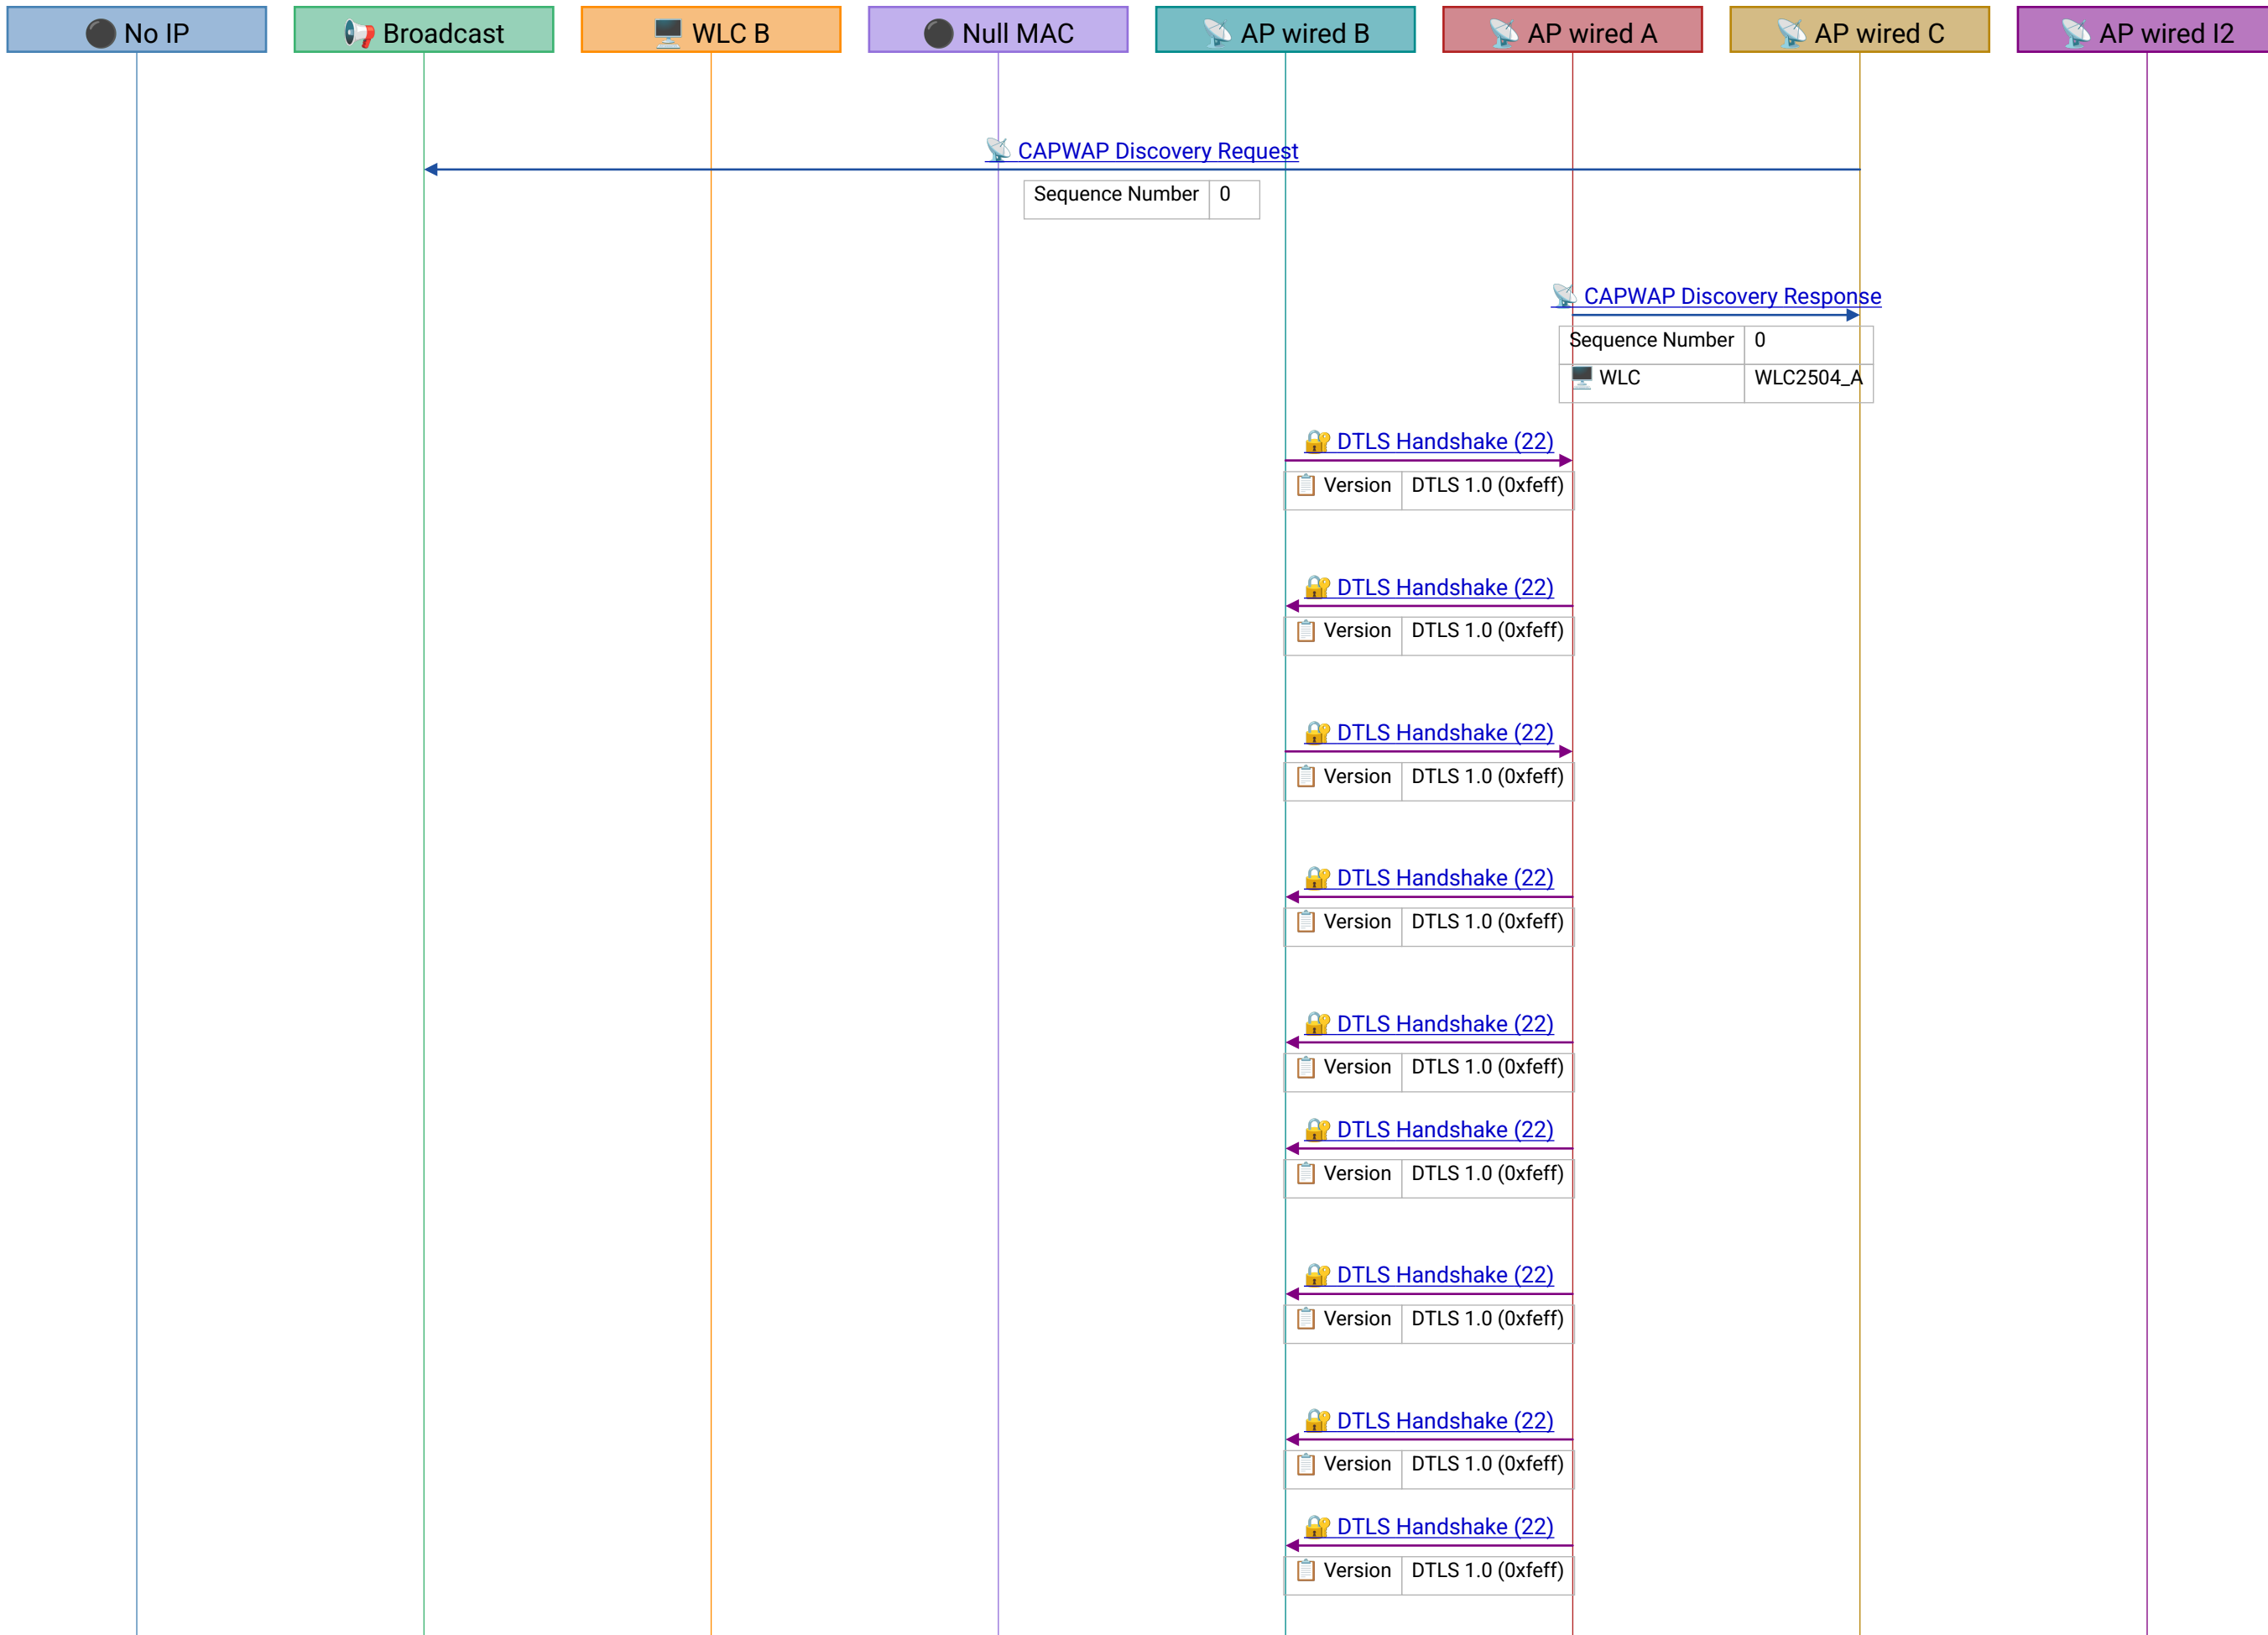 No IP
Broadcast
WLC B
Null MAC
AP wired B
AP wired A
AP wired C
AP wired I2
CAPWAP Discovery Request
Sequence Number 0
CAPWAP Discovery Response
Sequence Number 0
WLC WLC2504_A
DTLS Handshake (22)
Version DTLS 1.0 (0xfeff)
DTLS Handshake (22)
Version DTLS 1.0 (0xfeff)
DTLS Handshake (22)
Version DTLS 1.0 (0xfeff)
DTLS Handshake (22)
Version DTLS 1.0 (0xfeff)
DTLS Handshake (22)
Version DTLS 1.0 (0xfeff)
DTLS Handshake (22)
Version DTLS 1.0 (0xfeff)
DTLS Handshake (22)
Version DTLS 1.0 (0xfeff)
DTLS Handshake (22)
Version DTLS 1.0 (0xfeff)
DTLS Handshake (22)
Version DTLS 1.0 (0xfeff)